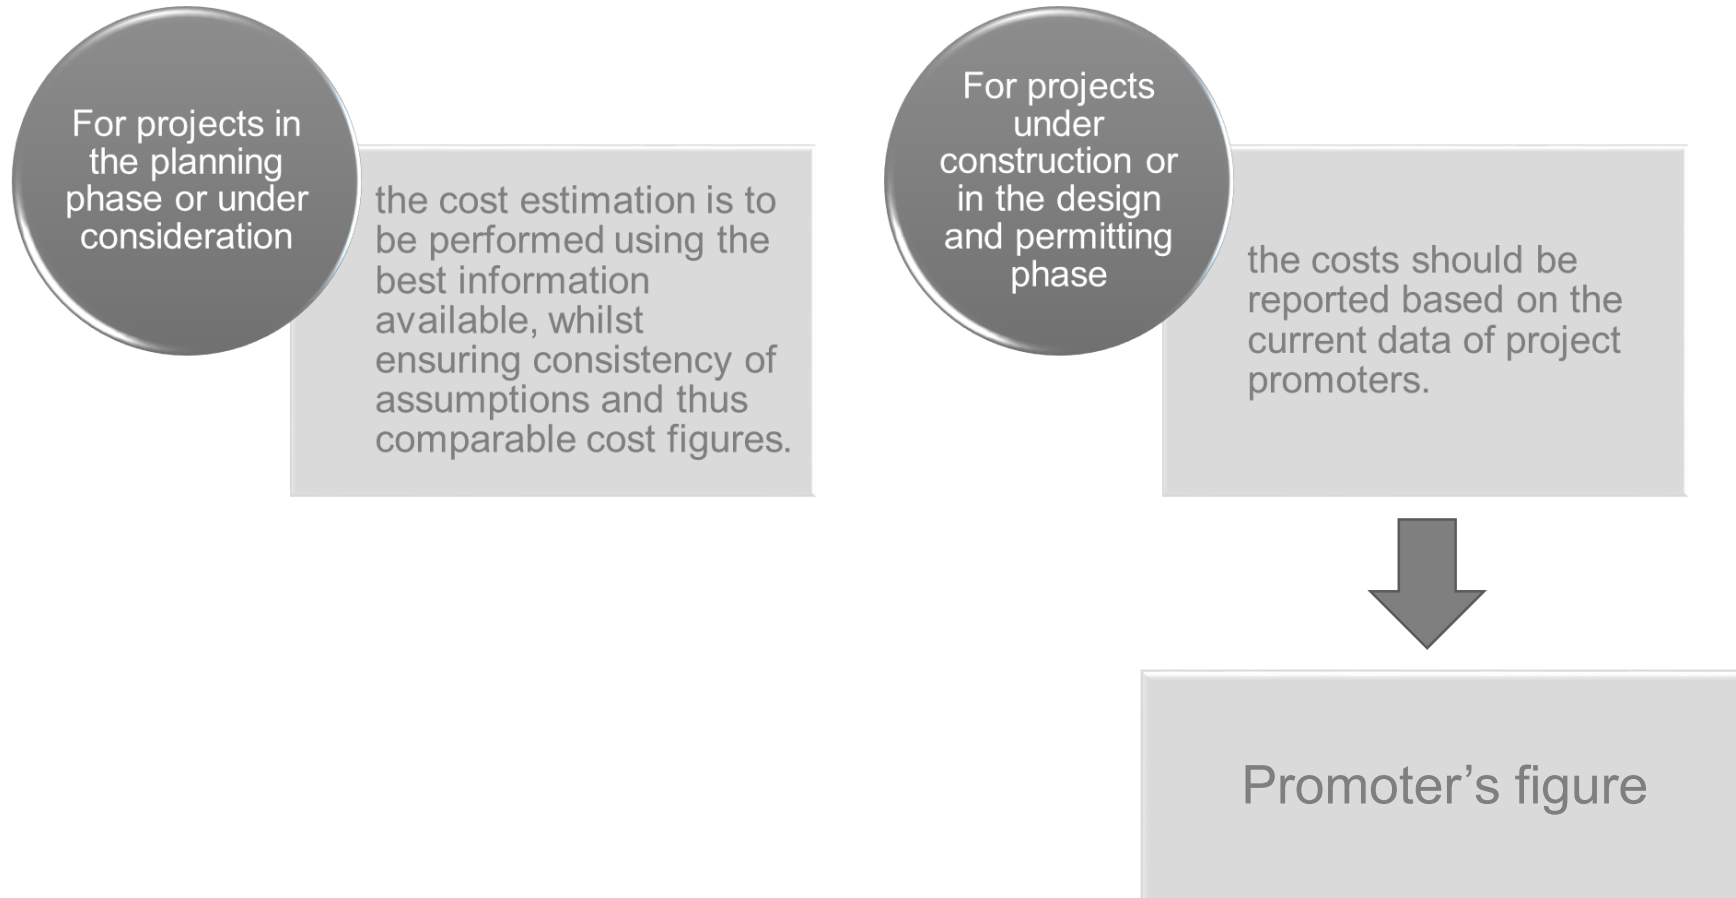 For projects in
the planning
phase or under
consideration
the cost estimation is to
be performed using the
best information
available, whilst
ensuring consistency of
assumptions and thus
comparable cost figures.
For projects
under
construction or
in the design
and permitting
phase
the costs should be
reported based on the
current data of project
promoters.
Promoter’s figure